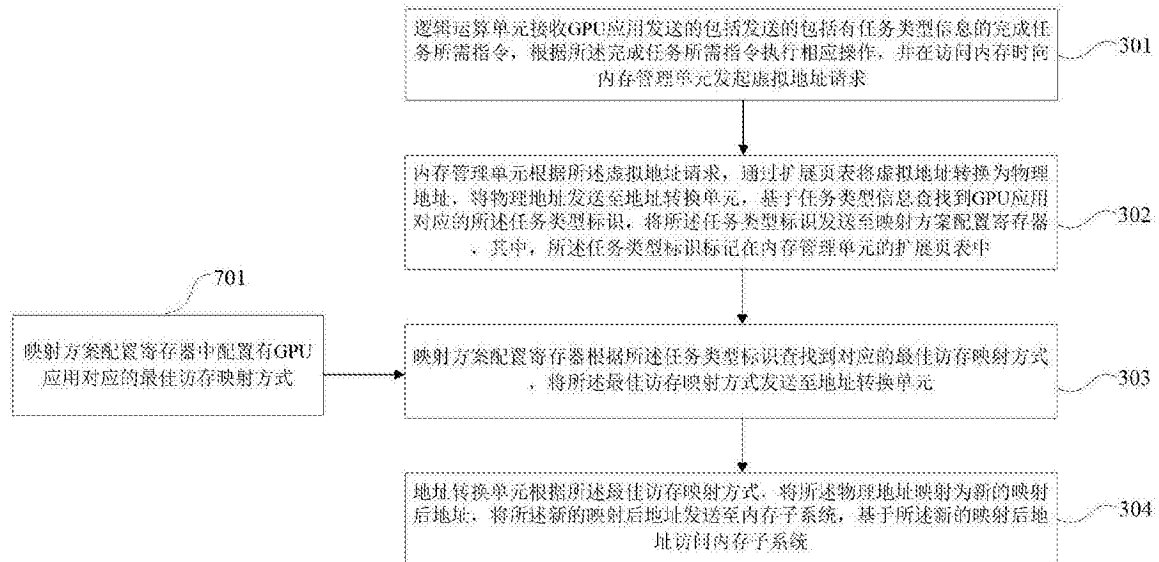 逻辑运算单元接收GPU应用发送的包括发送的包括有任务类型信息的完成任
务所需指令，根据所述完成任务所需指令执行相应操作，并在访问内存时向
内存管理单元发起虚拟地址请求
301
内存管理单元根据所述虚拟地址请求，通过扩展页表将虚拟地址转换为物理
地址，将物理地址发送至地址转换单元，基于任务类型信息查找到GPU应用
对应的所述任务类型标识，将所述任务类型标识发送至映射方案配置寄存器
，其中，所述任务类型标识标记在内存管理单元的扩展页表中
302
701
映射方案配置寄存器中配置有GPU
应用对应的最佳访存映射方式
映射方案配置寄存器根据所述任务类型标识查找到对应的最佳访存映射方式
，将所述最佳访存映射方式发送至地址转换单元
303
地址转换单元根据所述最佳访存映射方式，将所述物理地址映射为新的映射
后地址，将所述新的映射后地址发送至内存子系统，基于所述新的映射后地
址访问内存子系统
304